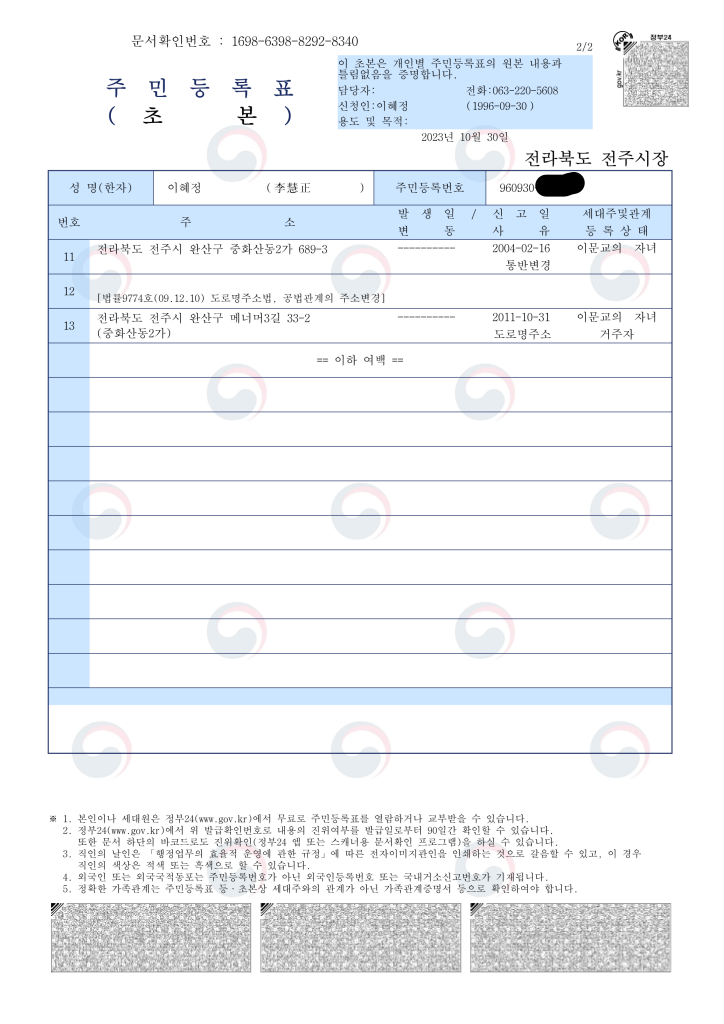 문서확인번호 : 1698-6398-8292-8340
2/2
정부24
gov.kr
주 민 등 록 표
( 초 본 )
이 초본은 개인별 주민등록표의 원본 내용과
틀림없음을 증명합니다.
담당자: 전화:063-220-5608
신청인:이혜정 (1996-09-30 )
용도 및 목적:
2023년 10월 30일
전라북도 전주시장
성 명(한자) 이혜정 ( 李慧正 ) 주민등록번호 960930
번호 주 소 발 생 일 / 신 고 일 세대주및관계
변 동 사 유 등 록 상 태
11 전라북도 전주시 완산구 중화산동2가 689-3 ---------- 2004-02-16 이문교의 자녀
통반변경
12 [법률9774호(09.12.10) 도로명주소법, 공법관계의 주소변경]
13 전라북도 전주시 완산구 메너머3길 33-2 ---------- 2011-10-31 이문교의 자녀
(중화산동2가) 도로명주소 거주자
== 이하 여백 ==
※ 1. 본인이나 세대원은 정부24(www.gov.kr)에서 무료로 주민등록표를 열람하거나 교부받을 수 있습니다.
2. 정부24(www.gov.kr)에서 위 발급확인번호로 내용의 진위여부를 발급일로부터 90일간 확인할 수 있습니다.
또한 문서 하단의 바코드로도 진위확인(정부24 앱 또는 스캐너용 문서확인 프로그램)을 하실 수 있습니다.
3. 직인의 날인은 「행정업무의 효율적 운영에 관한 규정」에 따른 전자이미지관인을 인쇄하는 것으로 갈음할 수 있고, 이 경우
직인의 색상은 적색 또는 흑색으로 할 수 있습니다.
4. 외국인 또는 외국국적동포는 주민등록번호가 아닌 외국인등록번호 또는 국내거소신고번호가 기재됩니다.
5. 정확한 가족관계는 주민등록표 등·초본상 세대주와의 관계가 아닌 가족관계증명서 등으로 확인하여야 합니다.